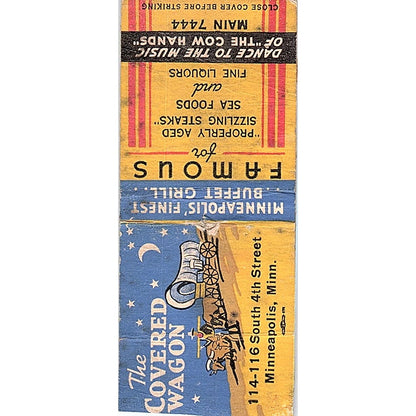 CLOSE COVER BEFORE STRIKING
MAIN 7444
DANCE TO THE MUSIC
OF "THE COW HANDS"
FINE LIQUORS
and
SEA FOODS
SIZZLING STEAKS"
"PROPERLY AGED
for
FAMOUS
BUFFET GRILL . .
MINNEAPOLIS' FINEST
The
COVERED
WAGON
114-116 South 4th Street
Minneapolis, Minn.